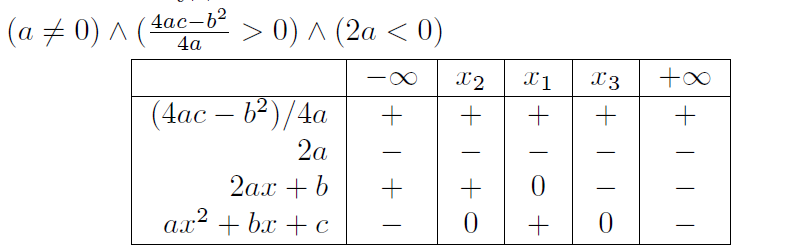 (a ≠ 0) ∧ (\frac{4ac−b²}{4a} > 0) ∧ (2a < 0)
−∞ x₂ x₁ x₃ +∞
(4ac − b²)/4a + + + + +
2a − − − − −
2ax + b + + 0 − −
ax² + bx + c − 0 + 0 −